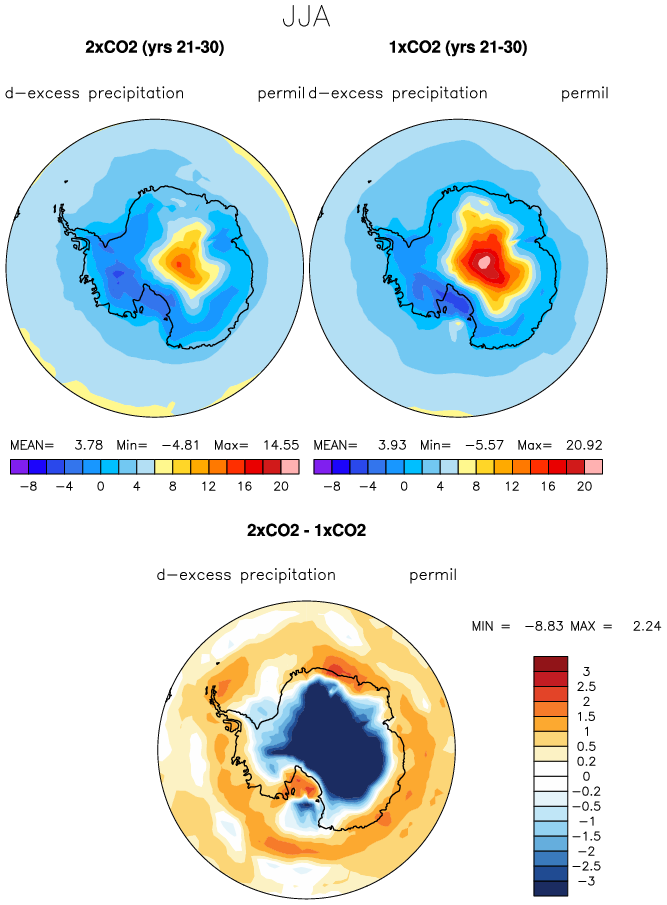 JJA
2xCO2 (yrs 21-30) 1xCO2 (yrs 21-30)
d-excess precipitation permil d-excess precipitation permil
MEAN= 3.78 Min= -4.81 Max= 14.55 MEAN= 3.93 Min= -5.57 Max= 20.92
-8 -4 0 4 8 12 16 20 -8 -4 0 4 8 12 16 20
2xCO2 - 1xCO2
d-excess precipitation permil
MIN = -8.83 MAX = 2.24
3
2.5
2
1.5
1
0.5
0.2
0
-0.2
-0.5
-1
-1.5
-2
-2.5
-3